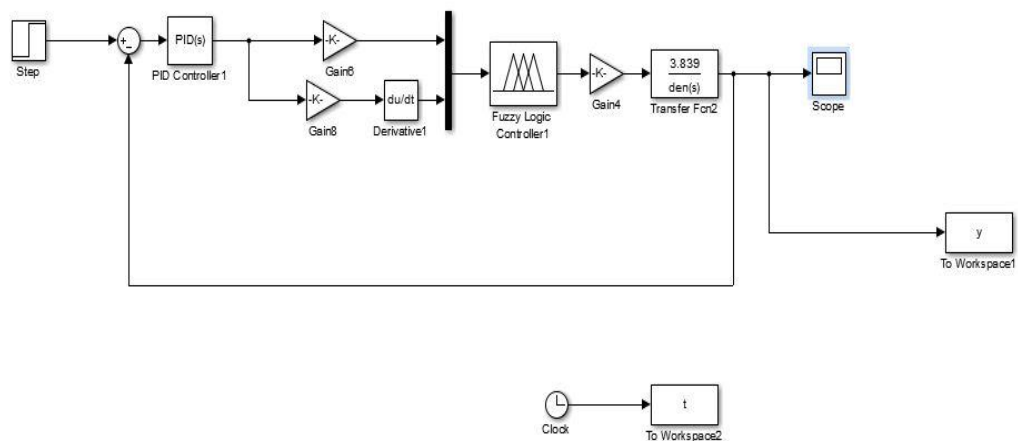 Step
+
-
PID(s)
PID Controller1
-K-
Gain6
-K-
Gain8
du/dt
Derivative1
Fuzzy Logic
Controller1
-K-
Gain4
3.839
den(s)
Transfer Fcn2
Scope
y
To Workspace1
Clock
t
To Workspace2